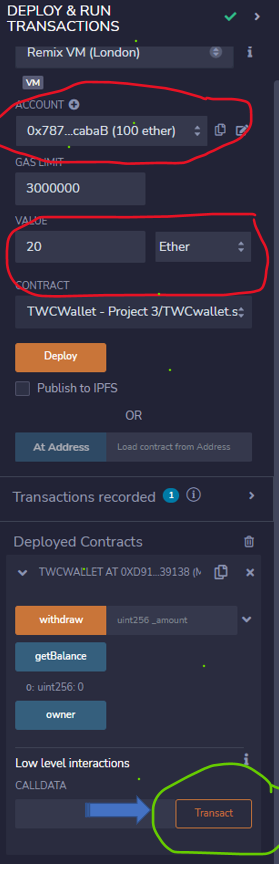 DEPLOY & RUN
TRANSACTIONS
Remix VM (London)
VM
ACCOUNT
0x787...cabaB (100 ether)
GAS LIMIT
3000000
VALUE
20
Ether
CONTRACT
TWCWallet - Project 3/TWCwallet.s
Deploy
Publish to IPFS
OR
At Address
Load contract from Address
Transactions recorded 1
Deployed Contracts
TWCWALLET AT 0XD91...39138 (M
withdraw
uint256 _amount
getBalance
0: uint256: 0
owner
Low level interactions
CALLDATA
Transact